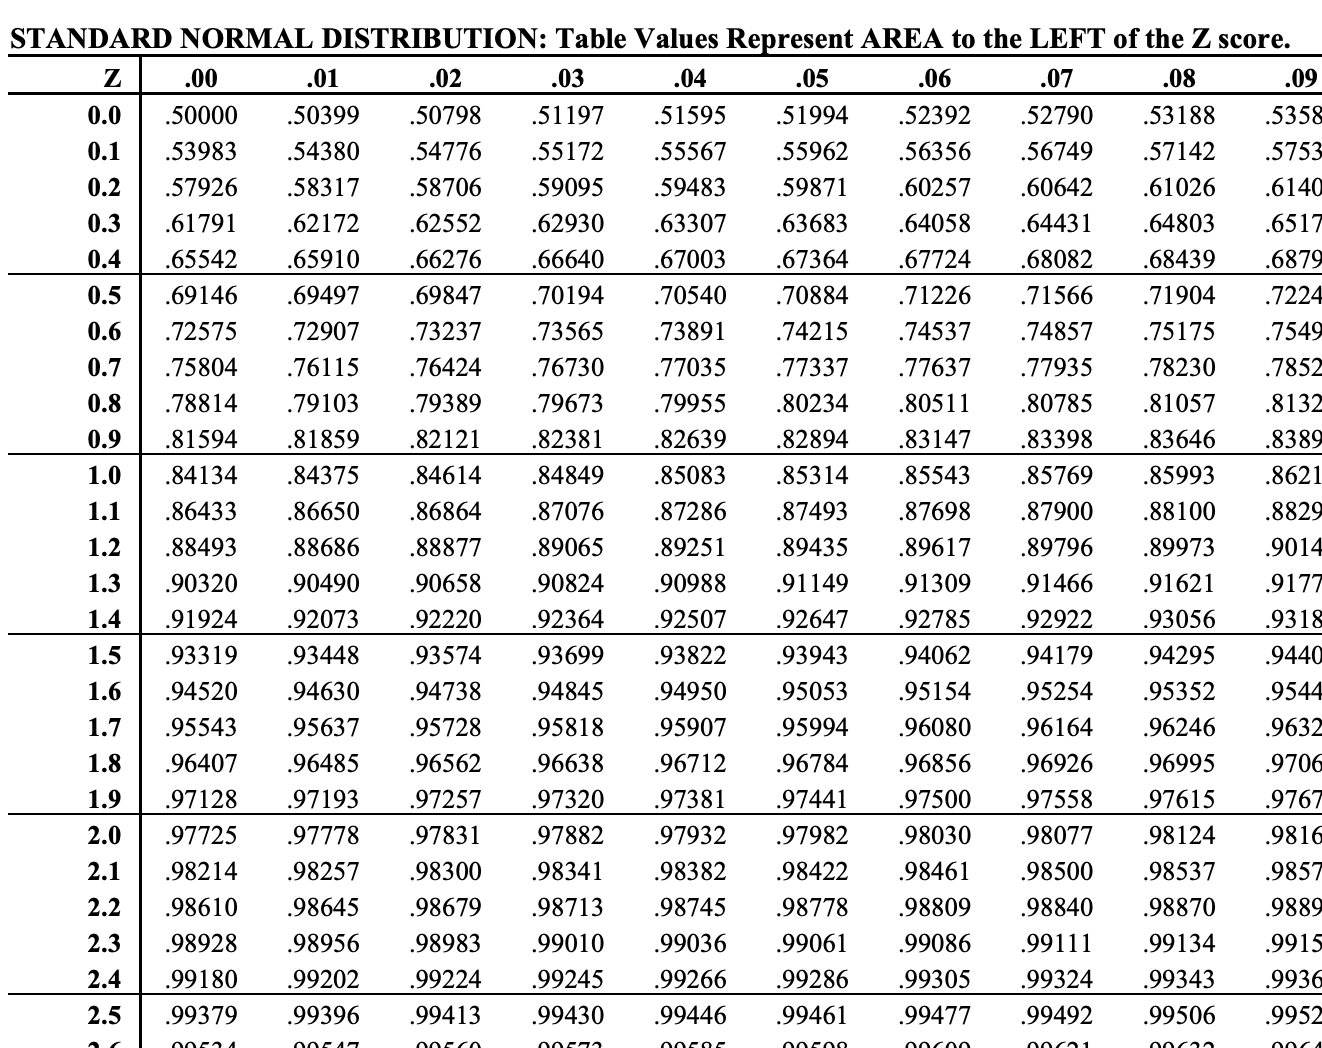 STANDARD NORMAL DISTRIBUTION: Table Values Represent AREA to the LEFT of the Z score.
Z .00 .01 .02 .03 .04 .05 .06 .07 .08 .09
0.0 .50000 .50399 .50798 .51197 .51595 .51994 .52392 .52790 .53188 .5358
0.1 .53983 .54380 .54776 .55172 .55567 .55962 .56356 .56749 .57142 .5753
0.2 .57926 .58317 .58706 .59095 .59483 .59871 .60257 .60642 .61026 .6140
0.3 .61791 .62172 .62552 .62930 .63307 .63683 .64058 .64431 .64803 .6517
0.4 .65542 .65910 .66276 .66640 .67003 .67364 .67724 .68082 .68439 .6879
0.5 .69146 .69497 .69847 .70194 .70540 .70884 .71226 .71566 .71904 .7224
0.6 .72575 .72907 .73237 .73565 .73891 .74215 .74537 .74857 .75175 .7549
0.7 .75804 .76115 .76424 .76730 .77035 .77337 .77637 .77935 .78230 .7852
0.8 .78814 .79103 .79389 .79673 .79955 .80234 .80511 .80785 .81057 .8132
0.9 .81594 .81859 .82121 .82381 .82639 .82894 .83147 .83398 .83646 .8389
1.0 .84134 .84375 .84614 .84849 .85083 .85314 .85543 .85769 .85993 .8621
1.1 .86433 .86650 .86864 .87076 .87286 .87493 .87698 .87900 .88100 .8829
1.2 .88493 .88686 .88877 .89065 .89251 .89435 .89617 .89796 .89973 .9014
1.3 .90320 .90490 .90658 .90824 .90988 .91149 .91309 .91466 .91621 .9177
1.4 .91924 .92073 .92220 .92364 .92507 .92647 .92785 .92922 .93056 .9318
1.5 .93319 .93448 .93574 .93699 .93822 .93943 .94062 .94179 .94295 .9440
1.6 .94520 .94630 .94738 .94845 .94950 .95053 .95154 .95254 .95352 .9544
1.7 .95543 .95637 .95728 .95818 .95907 .95994 .96080 .96164 .96246 .9632
1.8 .96407 .96485 .96562 .96638 .96712 .96784 .96856 .96926 .96995 .9706
1.9 .97128 .97193 .97257 .97320 .97381 .97441 .97500 .97558 .97615 .9767
2.0 .97725 .97778 .97831 .97882 .97932 .97982 .98030 .98077 .98124 .9816
2.1 .98214 .98257 .98300 .98341 .98382 .98422 .98461 .98500 .98537 .9857
2.2 .98610 .98645 .98679 .98713 .98745 .98778 .98809 .98840 .98870 .9889
2.3 .98928 .98956 .98983 .99010 .99036 .99061 .99086 .99111 .99134 .9915
2.4 .99180 .99202 .99224 .99245 .99266 .99286 .99305 .99324 .99343 .9936
2.5 .99379 .99396 .99413 .99430 .99446 .99461 .99477 .99492 .99506 .9952